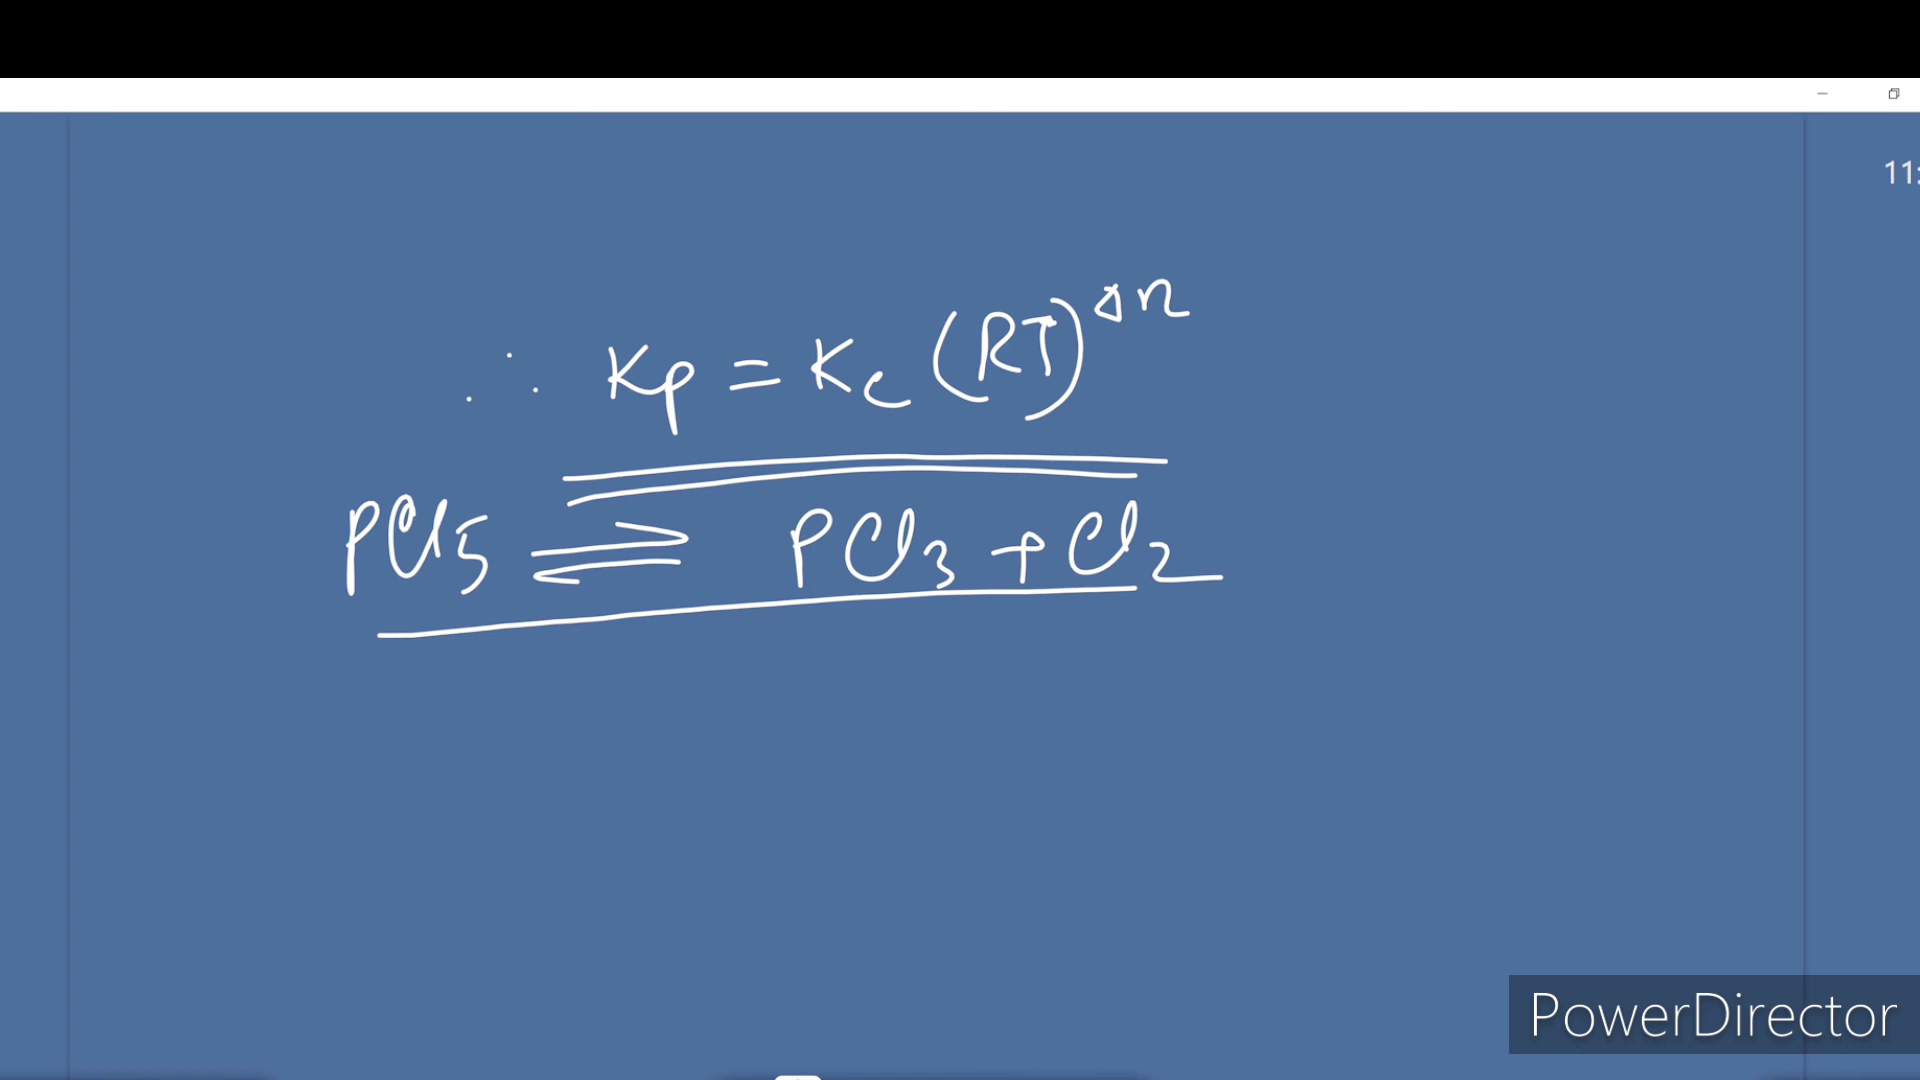 11:
∴ Kp = Kc (RT)^Δn
PCl5 ⇌ PCl3 + Cl2
PowerDirector